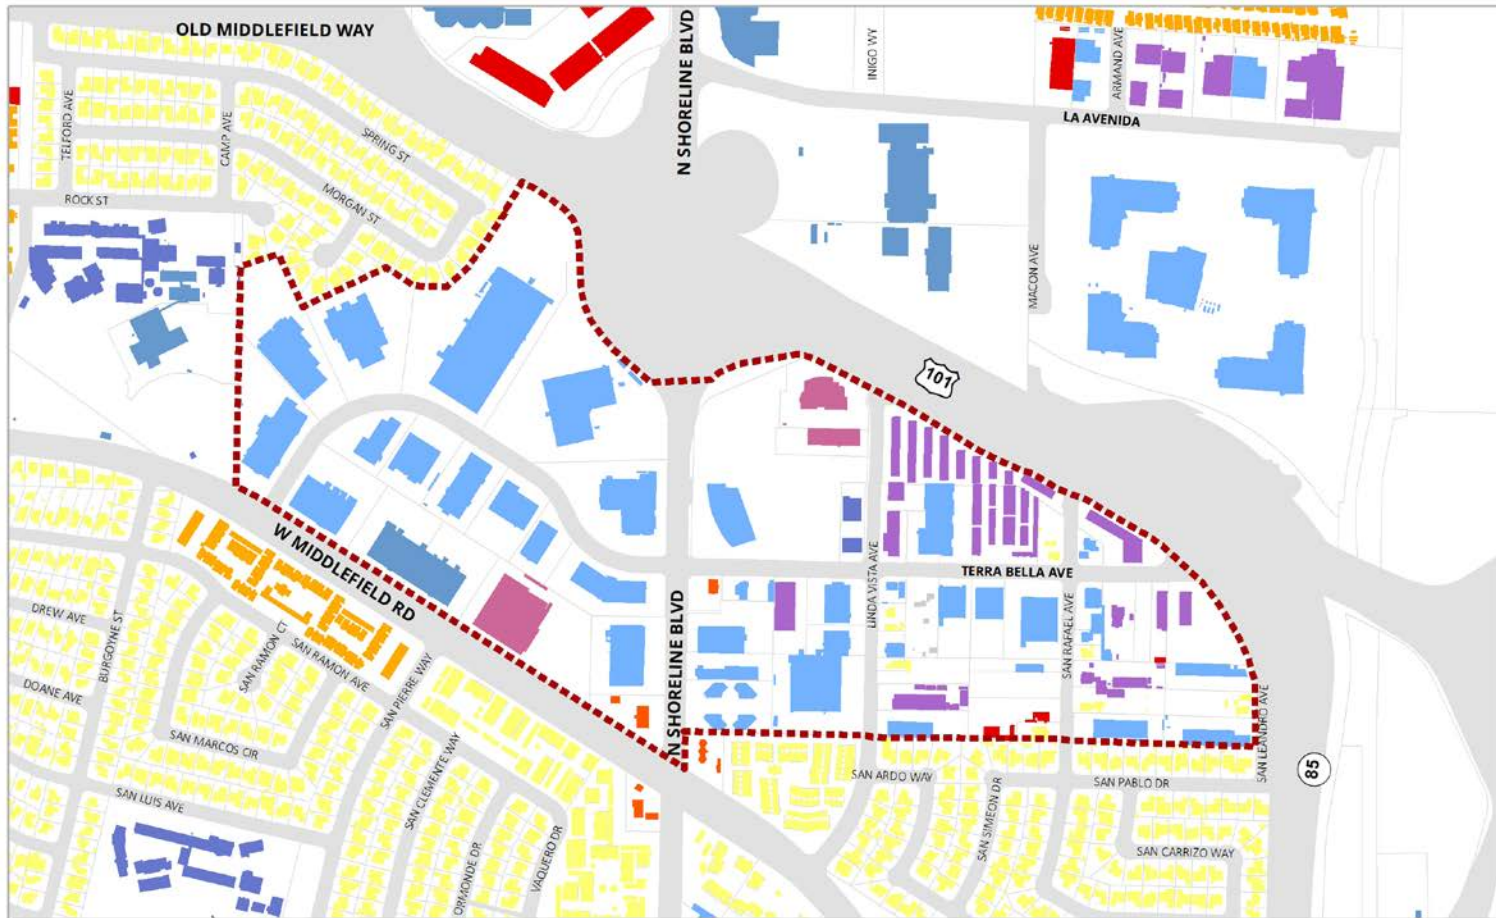 OLD MIDDLEFIELD WAY
N SHORELINE BLVD
INIGO WY
ARMAND AVE
LA AVENIDA
TELFORD AVE
CAMP AVE
SPRING ST
MORGAN ST
ROCK ST
MACON AVE
101
W MIDDLEFIELD RD
TERRA BELLA AVE
LINDA VISTA AVE
SAN RAFAEL AVE
N SHORELINE BLVD
DREW AVE
BURGOYNE ST
SAN RAMON CT
SAN RAMON AVE
SAN PIERRE WAY
DOANE AVE
SAN MARCOS CIR
SAN LUIS AVE
SAN CLEMENTE WAY
ORMONDE DR
VAQUERO DR
SAN ARDO WAY
SAN SIMEON DR
SAN PABLO DR
SAN LEANDRO AVE
SAN CARRIZO WAY
85